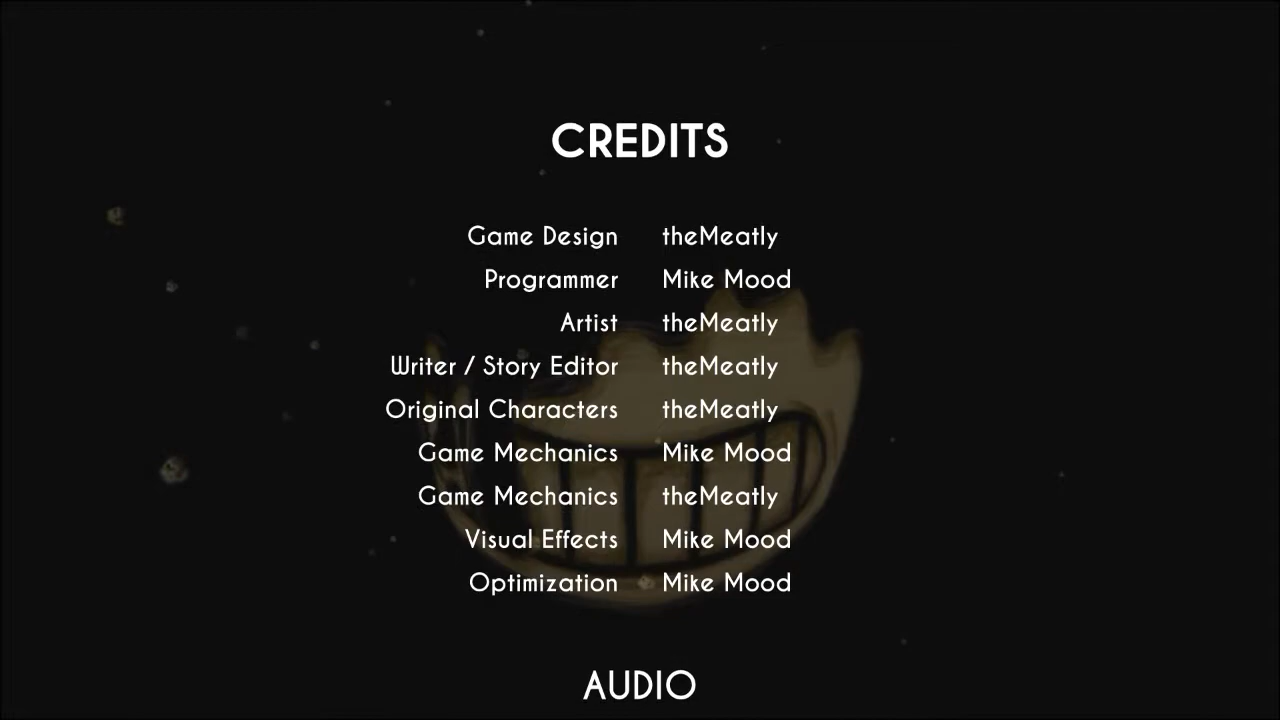 CREDITS
Game Design theMeatly
Programmer Mike Mood
Artist theMeatly
Writer / Story Editor theMeatly
Original Characters theMeatly
Game Mechanics Mike Mood
Game Mechanics theMeatly
Visual Effects Mike Mood
Optimization Mike Mood
AUDIO